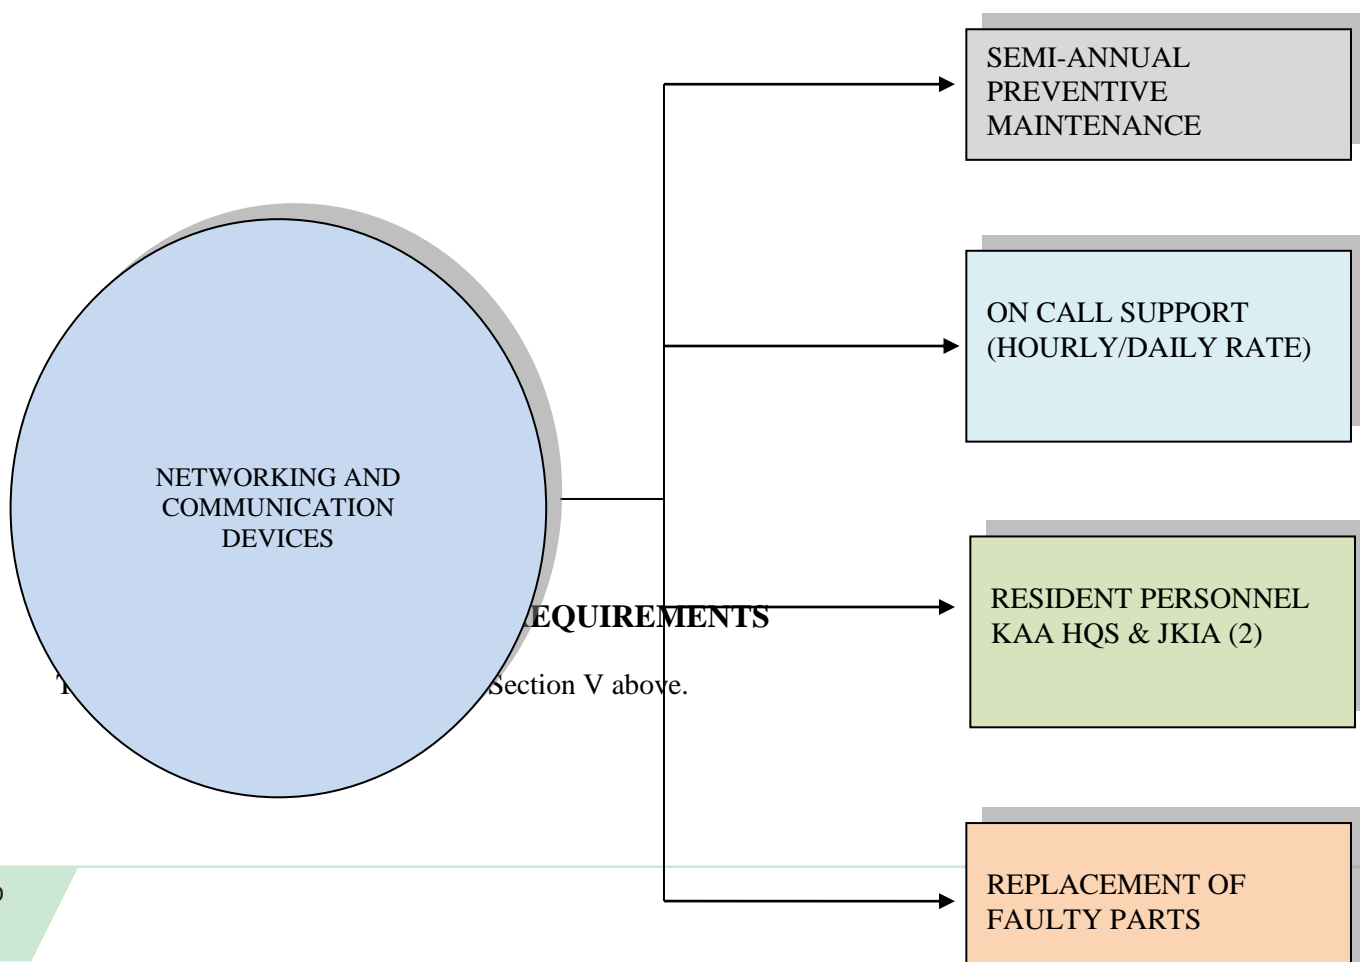 SEMI-ANNUAL
PREVENTIVE
MAINTENANCE
ON CALL SUPPORT
(HOURLY/DAILY RATE)
NETWORKING AND
COMMUNICATION
DEVICES
RESIDENT PERSONNEL
KAA HQS & JKIA (2)
EQUIREMENTS
Section V above.
REPLACEMENT OF
FAULTY PARTS